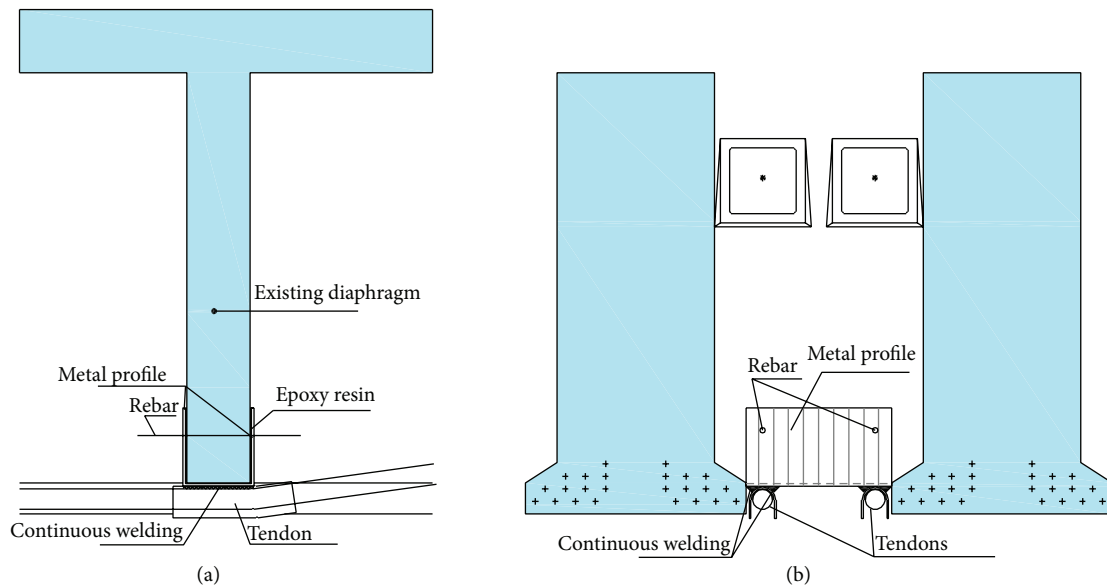 Existing diaphragm
Metal profile
Rebar
Epoxy resin
Continuous welding
Tendon
(a)
Rebar
Metal profile
Continuous welding
Tendons
(b)